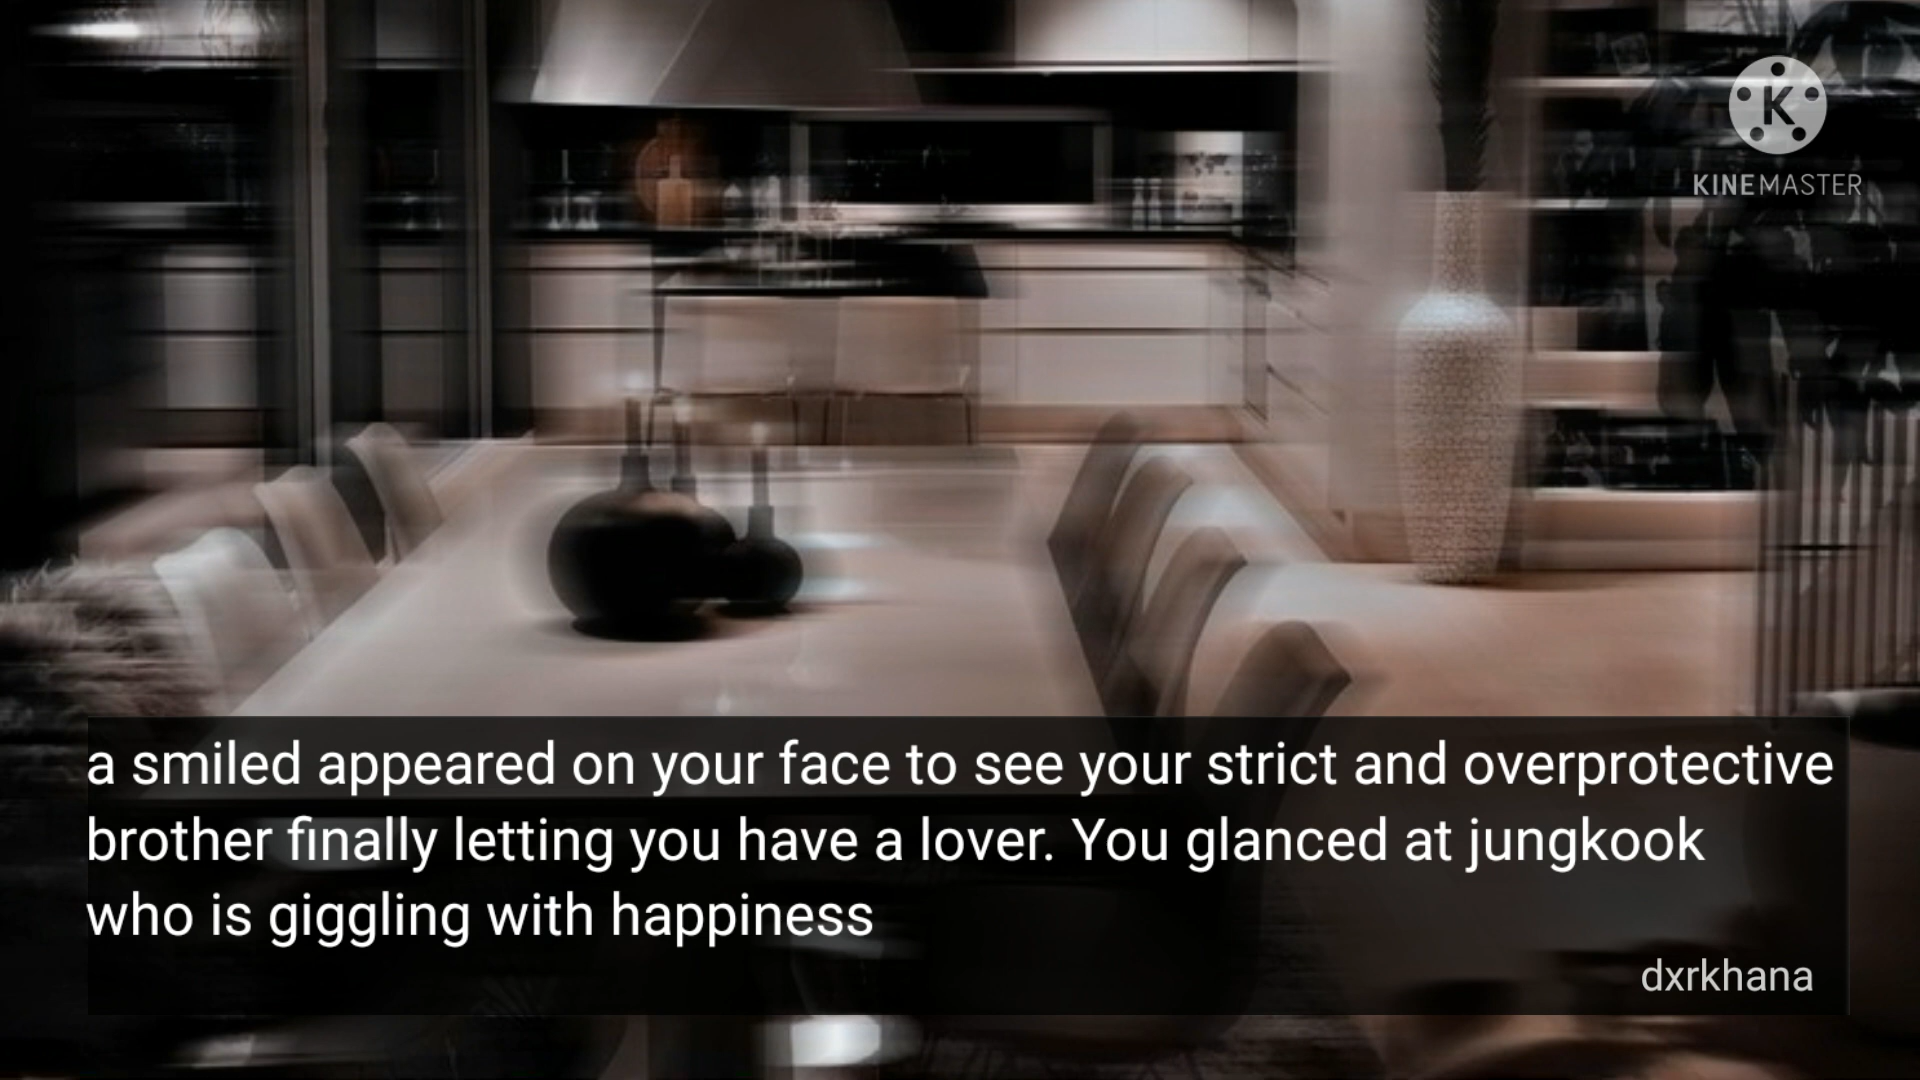 K
KINEMASTER
a smiled appeared on your face to see your strict and overprotective
brother finally letting you have a lover. You glanced at jungkook
who is giggling with happiness
dxrkhana